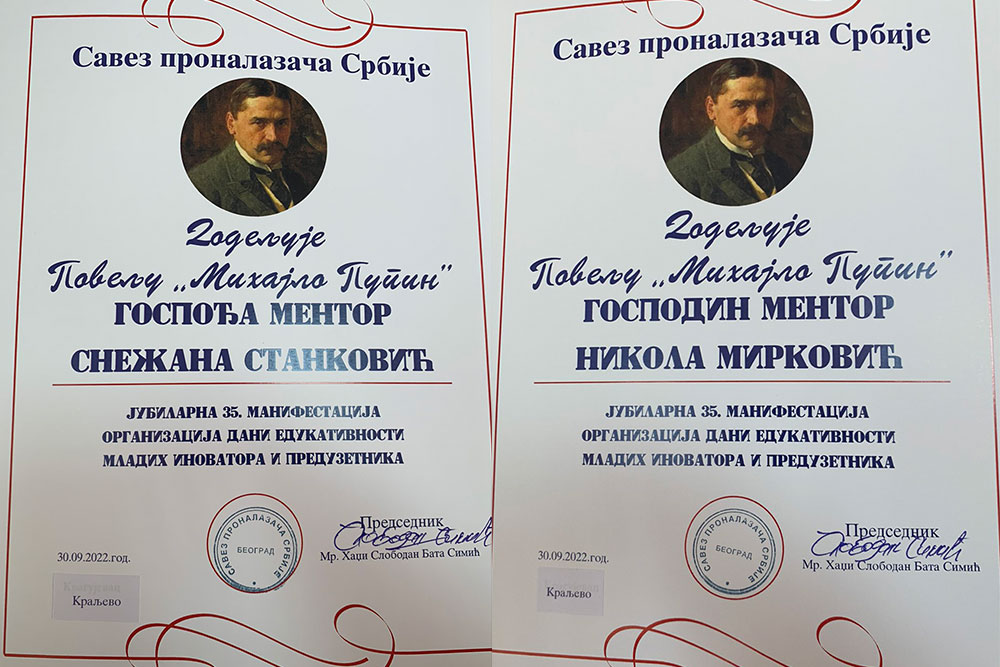 Савез проналазача Србије
Додељује
Повељу „Михајло Пупин"
ГОСПОЂА МЕНТОР
СНЕЖАНА СТАНКОВИЋ
ЈУБИЛАРНА 35. МАНИФЕСТАЦИЈА
ОРГАНИЗАЦИЈА ДАНИ ЕДУКАТИВНОСТИ
МЛАДИХ ИНОВАТОРА И ПРЕДУЗЕТНИКА
САВЕЗ ПРОНАЛАЗАЧА СРБИЈЕ
БЕОГРАД
Председник
Мр. Хаџи Слободан Бата Симић
30.09.2022.год.
Краљево
Савез проналазача Србије
Додељује
Повељу „Михајло Пупин"
ГОСПОДИН МЕНТОР
НИКОЛА МИРКОВИЋ
ЈУБИЛАРНА 35. МАНИФЕСТАЦИЈА
ОРГАНИЗАЦИЈА ДАНИ ЕДУКАТИВНОСТИ
МЛАДИХ ИНОВАТОРА И ПРЕДУЗЕТНИКА
САВЕЗ ПРОНАЛАЗАЧА СРБИЈЕ
БЕОГРАД
Председник
Мр. Хаџи Слободан Бата Симић
30.09.2022.год.
Краљево